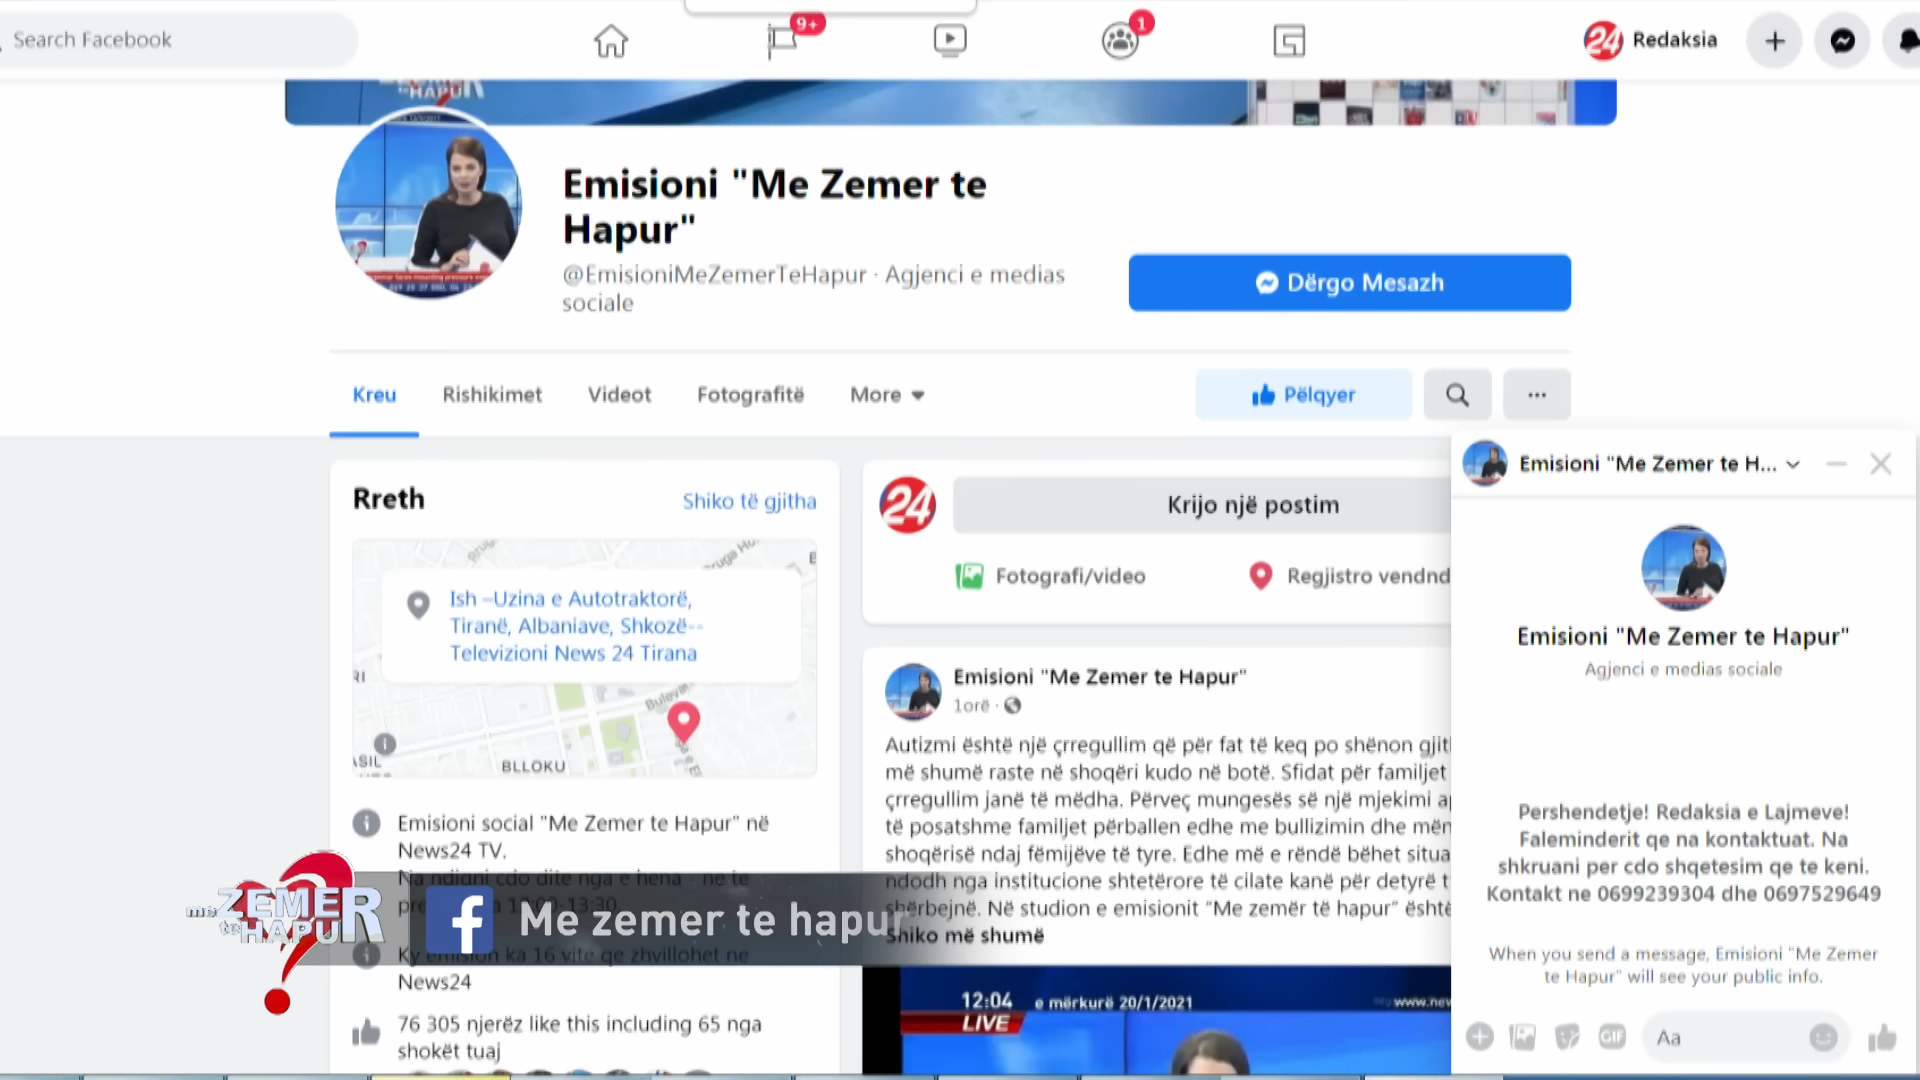 Search Facebook
9+
1
24
Redaksia
te HAPUR
Emisioni "Me Zemer te
Hapur"
@EmisioniMeZemerTeHapur · Agjenci e medias
sociale
Dërgo Mesazh
Kreu
Rishikimet
Videot
Fotografitë
More
Pëlqyer
Rreth
Shiko të gjitha
Ish –Uzina e Autotraktorë,
Tiranë, Albaniave, Shkozë--
Televizioni News 24 Tirana
BLLOKU
Emisioni social "Me Zemer te Hapur" në
News24 TV.
Na ndiqni cdo dite nga e hena ne te
Ky emision ka 16 vite qe zhvillohet ne
News24
76 305 njerëz like this including 65 nga
shokët tuaj
24
Krijo një postim
Fotografi/video
Regjistro vendnd
Emisioni "Me Zemer te Hapur"
1orë ·
Autizmi është një çrregullim që për fat të keq po shënon gjit
më shumë raste në shoqëri kudo në botë. Sfidat për familjet
çrregullim janë të mëdha. Përveç mungesës së një mjekimi a
të posatshme familjet përballen edhe me bullizimin dhe mën
shoqërisë ndaj fëmijëve të tyre. Edhe më e rëndë bëhet situa
ndodh nga institucione shtetërore të cilate kanë për detyrë t
shërbejnë. Në studion e emisionit "Me zemër të hapur" është
Shiko më shumë
12:04
e mërkurë 20/1/2021
www.new
LIVE
Emisioni "Me Zemer te H...
Emisioni "Me Zemer te Hapur"
Agjenci e medias sociale
Pershendetje! Redaksia e Lajmeve!
Faleminderit qe na kontaktuat. Na
shkruani per cdo shqetesim qe te keni.
Kontakt ne 0699239304 dhe 0697529649
When you send a message, Emisioni "Me Zemer
te Hapur" will see your public info.
GIF
Aa
me ZEMER
te HAPUR
f
Me zemer te hapur